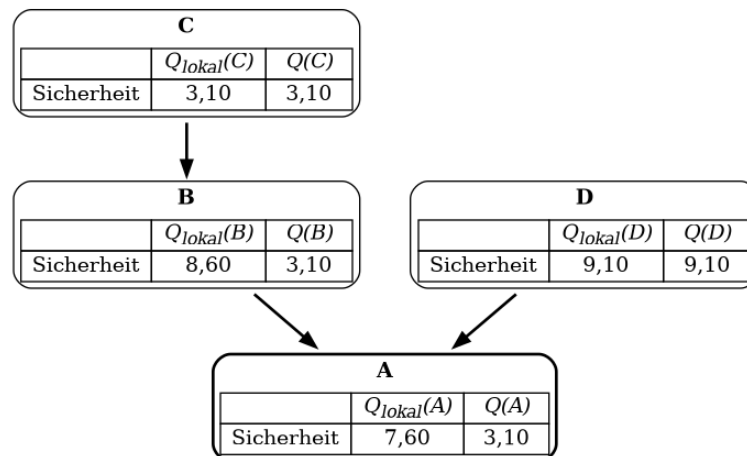 C
Q_lokal(C) Q(C)
Sicherheit 3,10 3,10
B
Q_lokal(B) Q(B)
Sicherheit 8,60 3,10
D
Q_lokal(D) Q(D)
Sicherheit 9,10 9,10
A
Q_lokal(A) Q(A)
Sicherheit 7,60 3,10